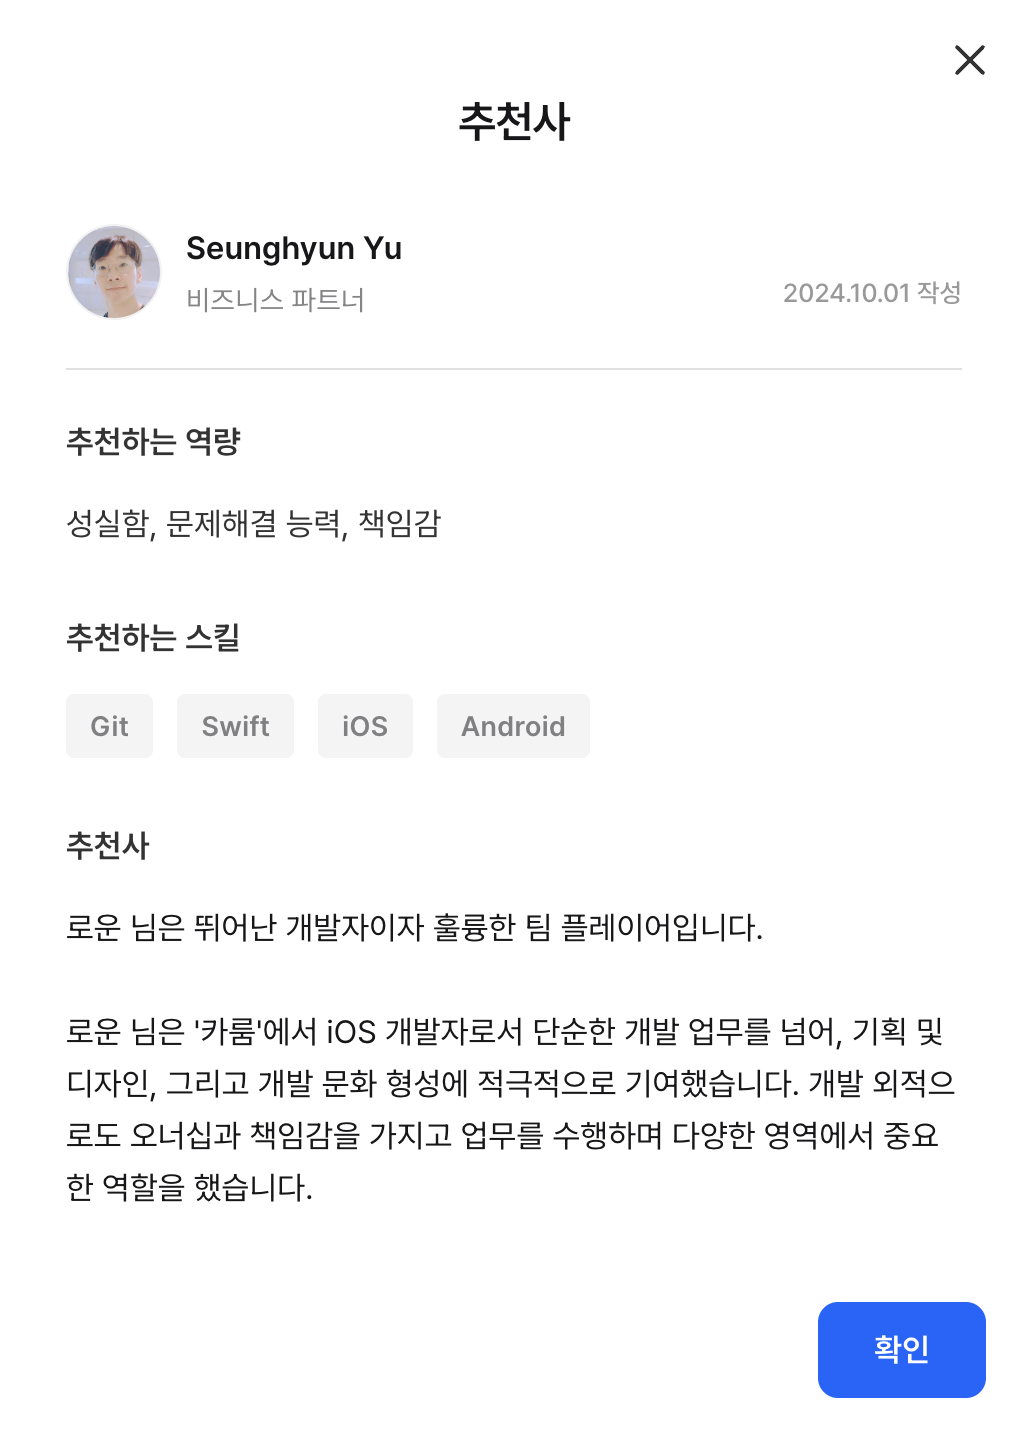 추천사
Seunghyun Yu
비즈니스 파트너
2024.10.01 작성
추천하는 역량
성실함, 문제해결 능력, 책임감
추천하는 스킬
Git Swift iOS Android
추천사
로운 님은 뛰어난 개발자이자 훌륭한 팀 플레이어입니다.
로운 님은 '카룸'에서 iOS 개발자로서 단순한 개발 업무를 넘어, 기획 및
디자인, 그리고 개발 문화 형성에 적극적으로 기여했습니다. 개발 외적으
로도 오너십과 책임감을 가지고 업무를 수행하며 다양한 영역에서 중요
한 역할을 했습니다.
확인